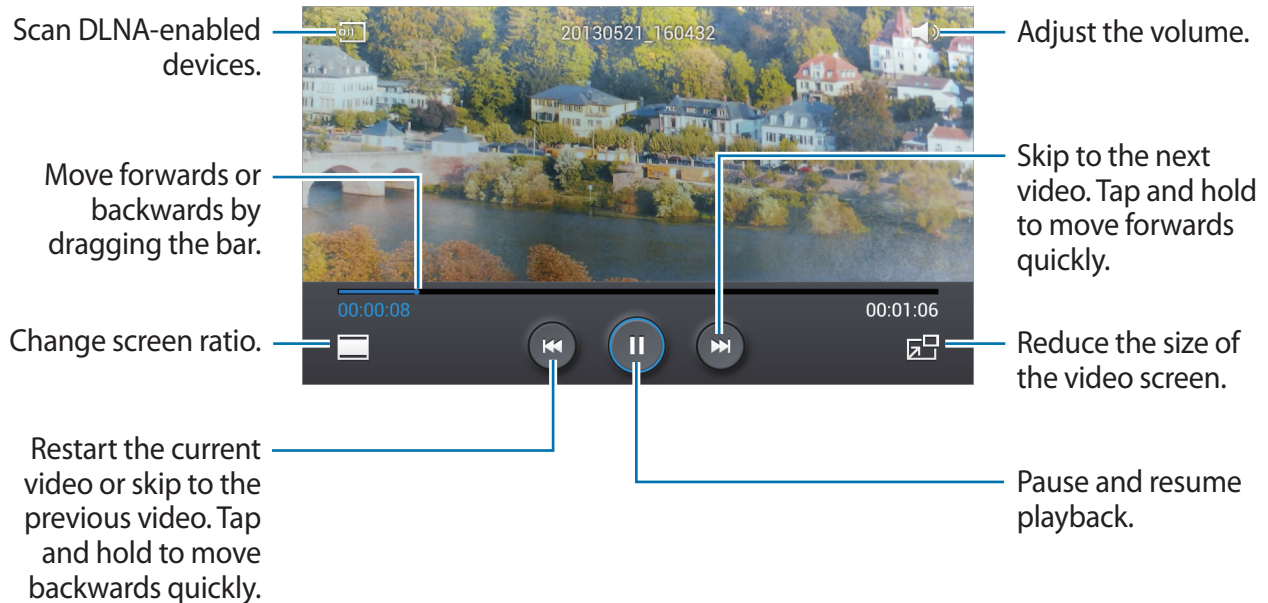 Scan DLNA-enabled
devices.
20130521_160432
Adjust the volume.
Move forwards or
backwards by
dragging the bar.
Skip to the next
video. Tap and hold
to move forwards
quickly.
00:00:08
00:01:06
Change screen ratio.
Reduce the size of
the video screen.
Restart the current
video or skip to the
previous video. Tap
and hold to move
backwards quickly.
Pause and resume
playback.